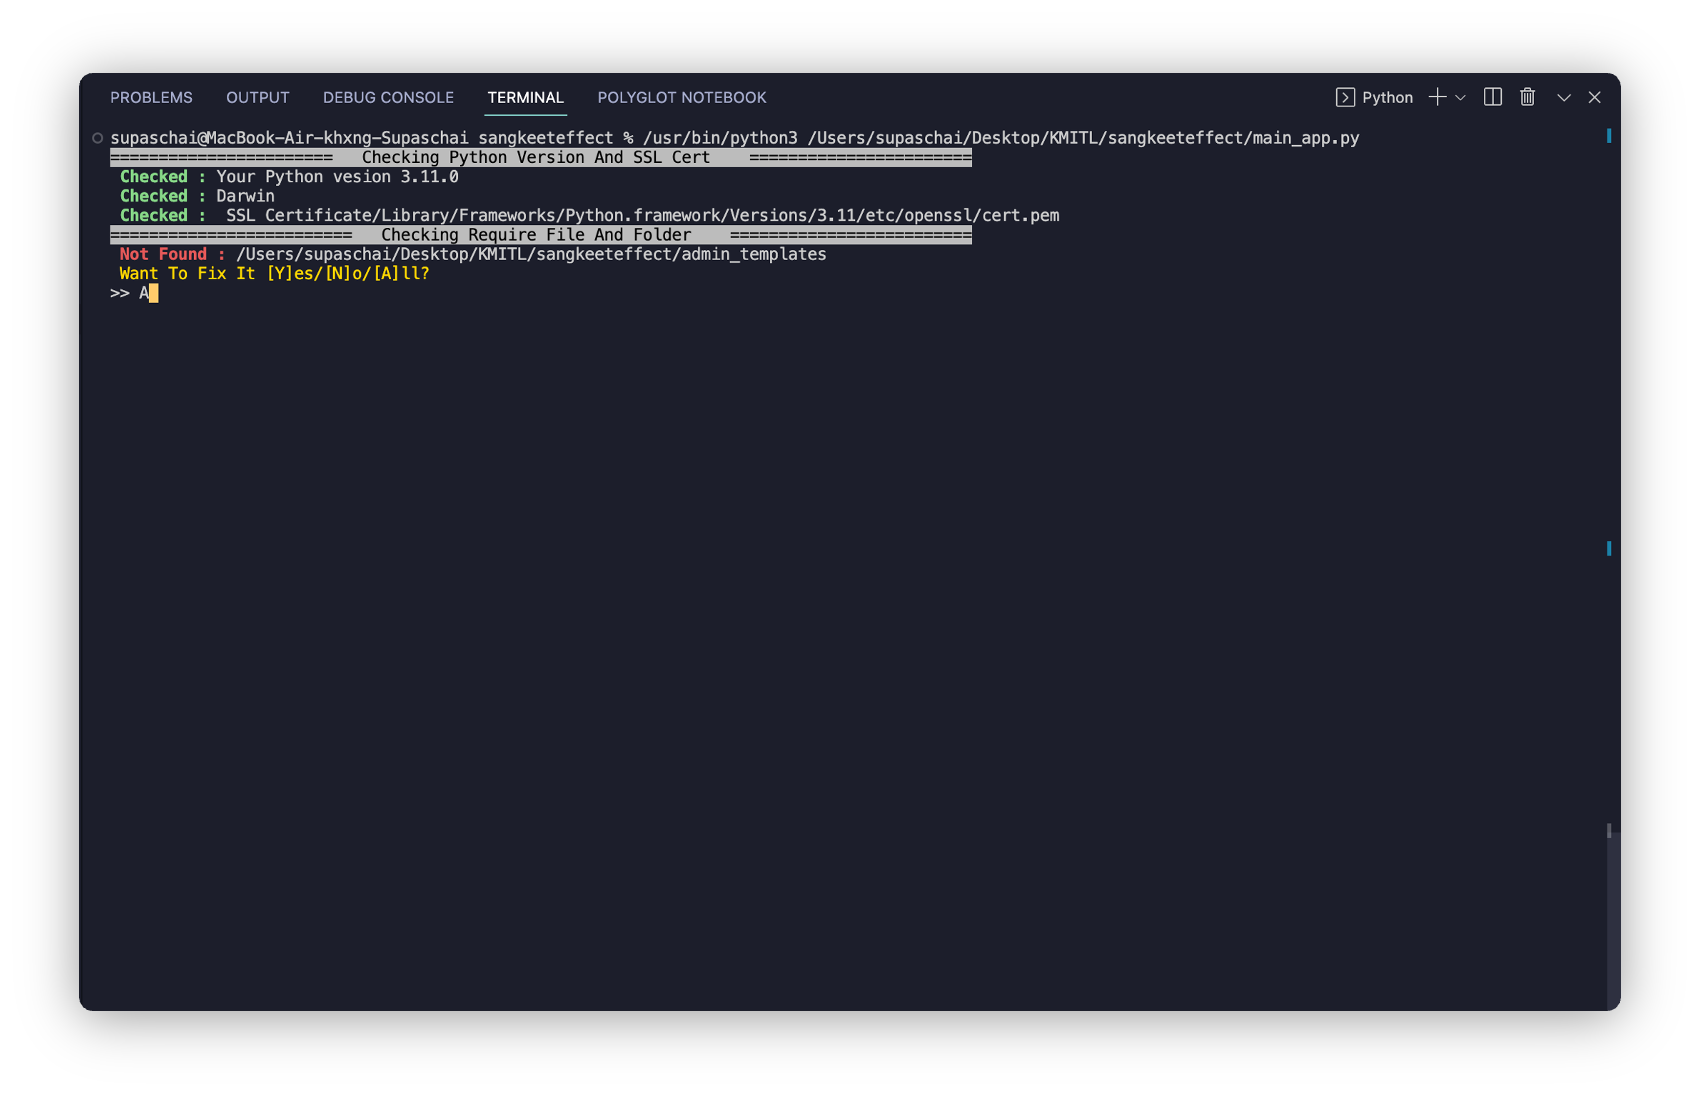 PROBLEMS OUTPUT DEBUG CONSOLE TERMINAL POLYGLOT NOTEBOOK Python
supaschai@MacBook-Air-khxng-Supaschai sangkeeteffect % /usr/bin/python3 /Users/supaschai/Desktop/KMITL/sangkeeteffect/main_app.py
======================= Checking Python Version And SSL Cert =======================
Checked : Your Python vesion 3.11.0
Checked : Darwin
Checked : SSL Certificate/Library/Frameworks/Python.framework/Versions/3.11/etc/openssl/cert.pem
========================= Checking Require File And Folder =========================
Not Found : /Users/supaschai/Desktop/KMITL/sangkeeteffect/admin_templates
Want To Fix It [Y]es/[N]o/[A]ll?
>> A